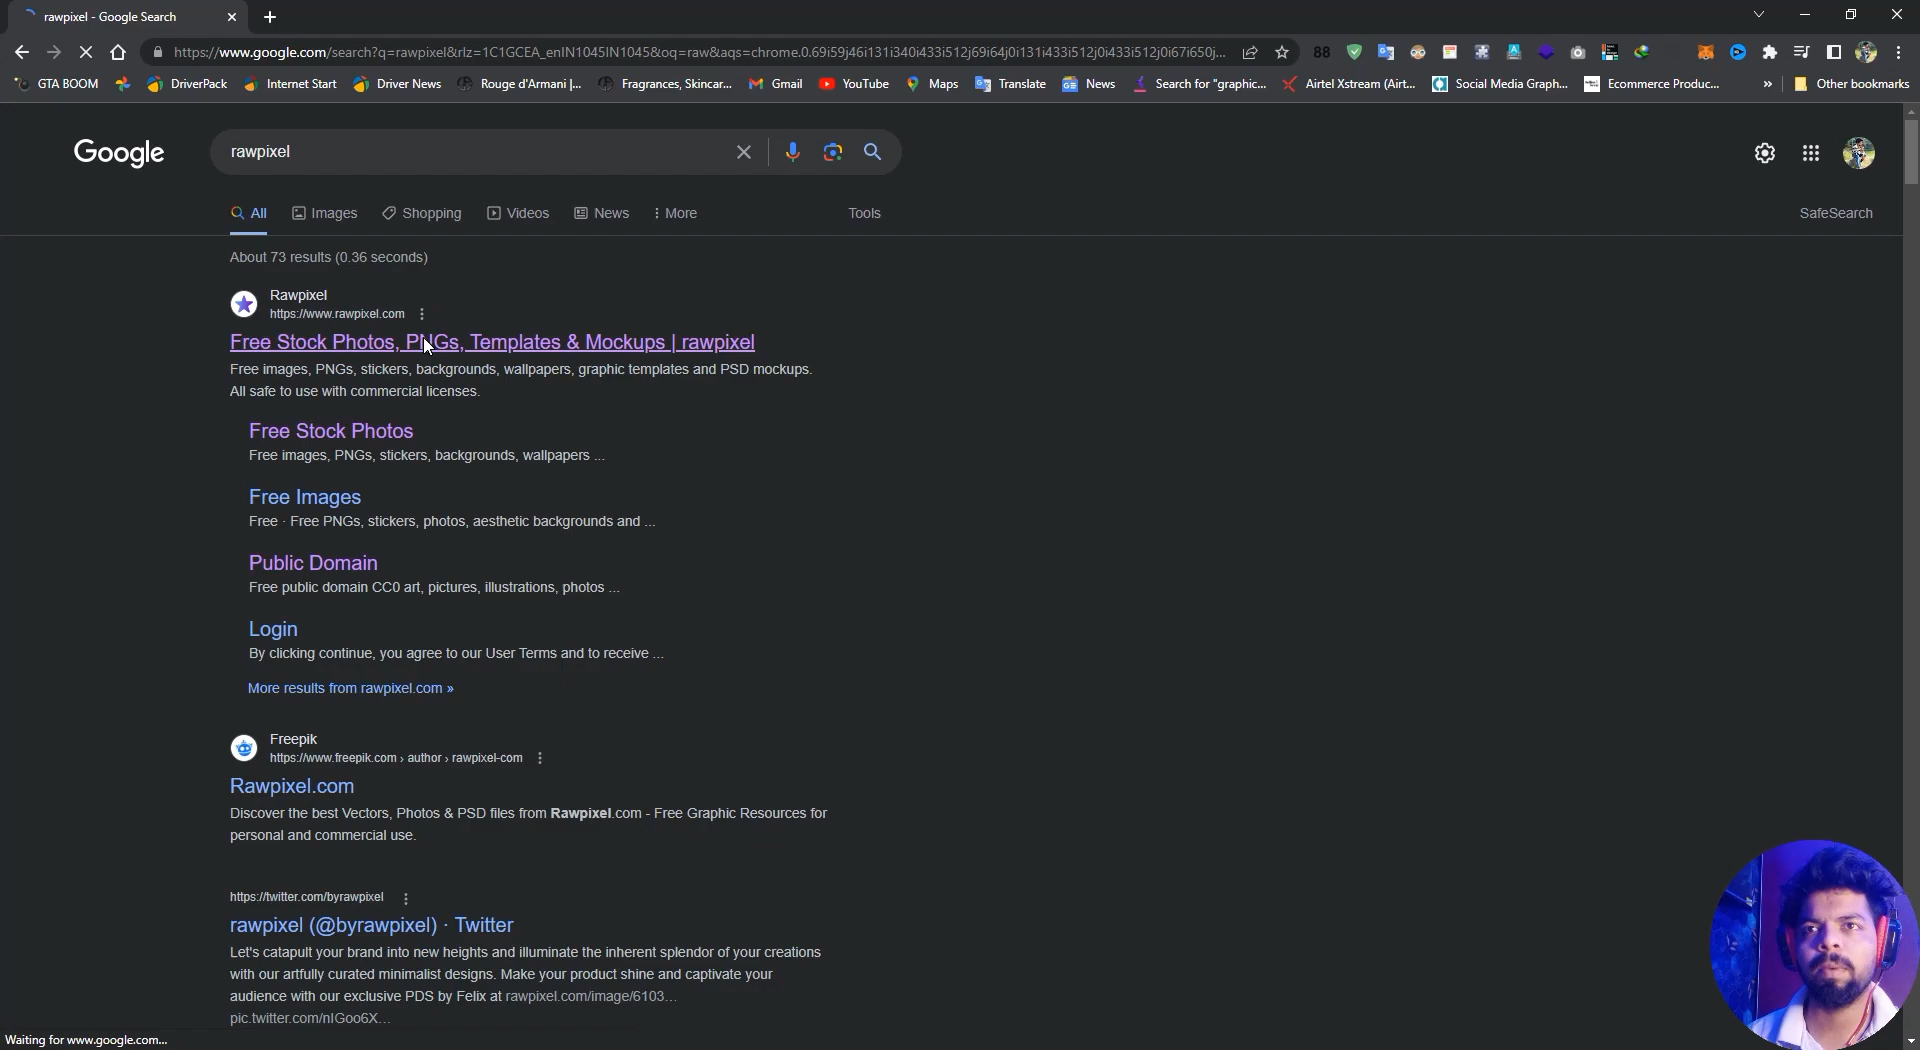 rawpixel - Google Search
https://www.google.com/search?q=rawpixel&rlz=1C1GCEA_enIN1045IN1045&oq=raw&aqs=chrome.0.69i59j46i131i340i433i512j69i64j0i131i433i512j0i433i512j0i67i650j...
88
GTA BOOM
DriverPack
Internet Start
Driver News
Rouge d'Armani |...
Fragrances, Skincar...
Gmail
YouTube
Maps
Translate
News
Search for "graphic...
Airtel Xstream (Airt...
Social Media Graph...
Ecommerce Produc...
»
Other bookmarks
Google
rawpixel
All
Images
Shopping
Videos
News
More
Tools
SafeSearch
About 73 results (0.36 seconds)
Rawpixel
https://www.rawpixel.com
Free Stock Photos, PNGs, Templates & Mockups | rawpixel
Free images, PNGs, stickers, backgrounds, wallpapers, graphic templates and PSD mockups.
All safe to use with commercial licenses.
Free Stock Photos
Free images, PNGs, stickers, backgrounds, wallpapers ...
Free Images
Free · Free PNGs, stickers, photos, aesthetic backgrounds and ...
Public Domain
Free public domain CC0 art, pictures, illustrations, photos ...
Login
By clicking continue, you agree to our User Terms and to receive ...
More results from rawpixel.com »
Freepik
https://www.freepik.com › author › rawpixel-com
Rawpixel.com
Discover the best Vectors, Photos & PSD files from Rawpixel.com - Free Graphic Resources for
personal and commercial use.
https://twitter.com/byrawpixel
rawpixel (@byrawpixel) · Twitter
Let's catapult your brand into new heights and illuminate the inherent splendor of your creations
with our artfully curated minimalist designs. Make your product shine and captivate your
audience with our exclusive PDS by Felix at rawpixel.com/image/6103...
pic.twitter.com/nIGoo6X...
Waiting for www.google.com...